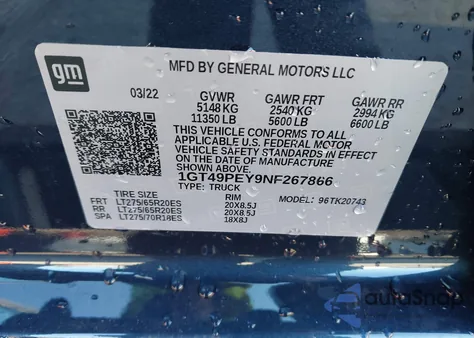 gm
MFD BY GENERAL MOTORS LLC
03/22 GVWR GAWR FRT GAWR RR
5148 KG 2540 KG 2994 KG
11350 LB 5600 LB 6600 LB
THIS VEHICLE CONFORMS TO ALL
APPLICABLE U.S. FEDERAL MOTOR
VEHICLE SAFETY STANDARDS IN EFFECT
ON THE DATE OF MANUFACTURE
SHOWN ABOVE.
1GT49PEY9NF267866
TYPE: TRUCK MODEL: 96TK20743
TIRE SIZE RIM
FRT LT275/65R20ES 20X8.5J
RR LT275/65R20ES 20X8.5J
SPA LT275/70R18ES 18X8J
autoSnap